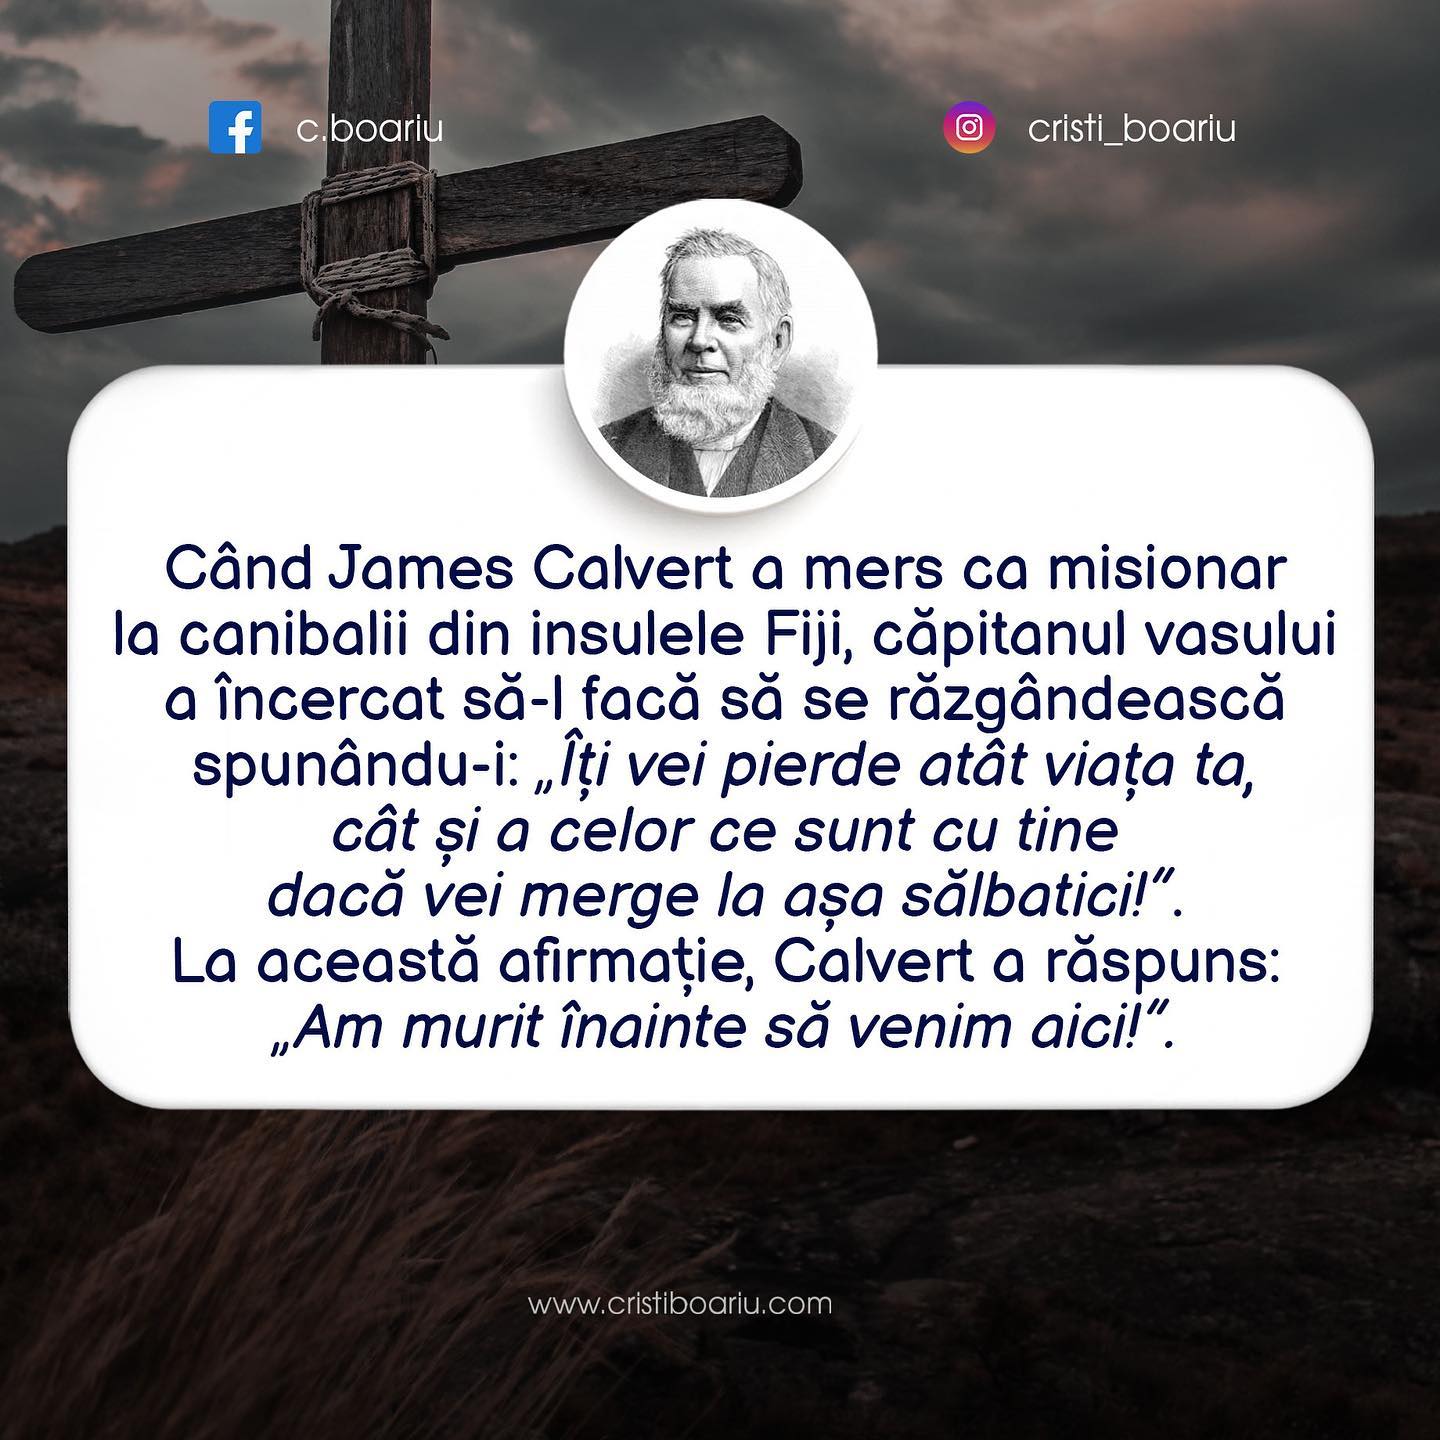 c.boariu
cristi_boariu
Când James Calvert a mers ca misionar
la canibalii din insulele Fiji, căpitanul vasului
a încercat să-l facă să se răzgândească
spunându-i: „Îți vei pierde atât viața ta,
cât și a celor ce sunt cu tine
dacă vei merge la așa sălbatici!”.
La această afirmație, Calvert a răspuns:
„Am murit înainte să venim aici!”.
www.cristiboariu.com